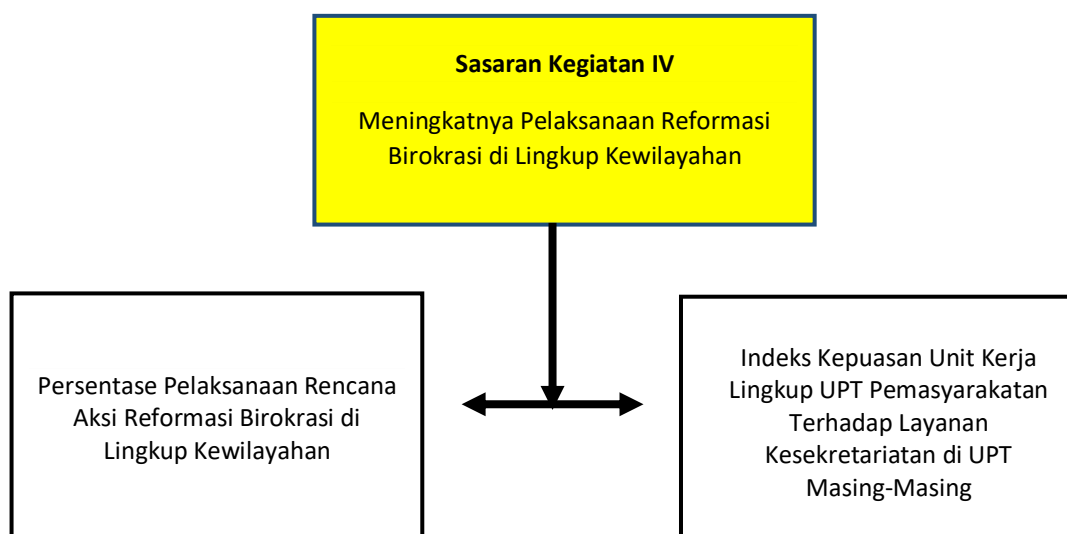 Sasaran Kegiatan IV
Meningkatnya Pelaksanaan Reformasi
Birokrasi di Lingkup Kewilayahan
Persentase Pelaksanaan Rencana
Aksi Reformasi Birokrasi di
Lingkup Kewilayahan
Indeks Kepuasan Unit Kerja
Lingkup UPT Pemasyarakatan
Terhadap Layanan
Kesekretariatan di UPT
Masing-Masing